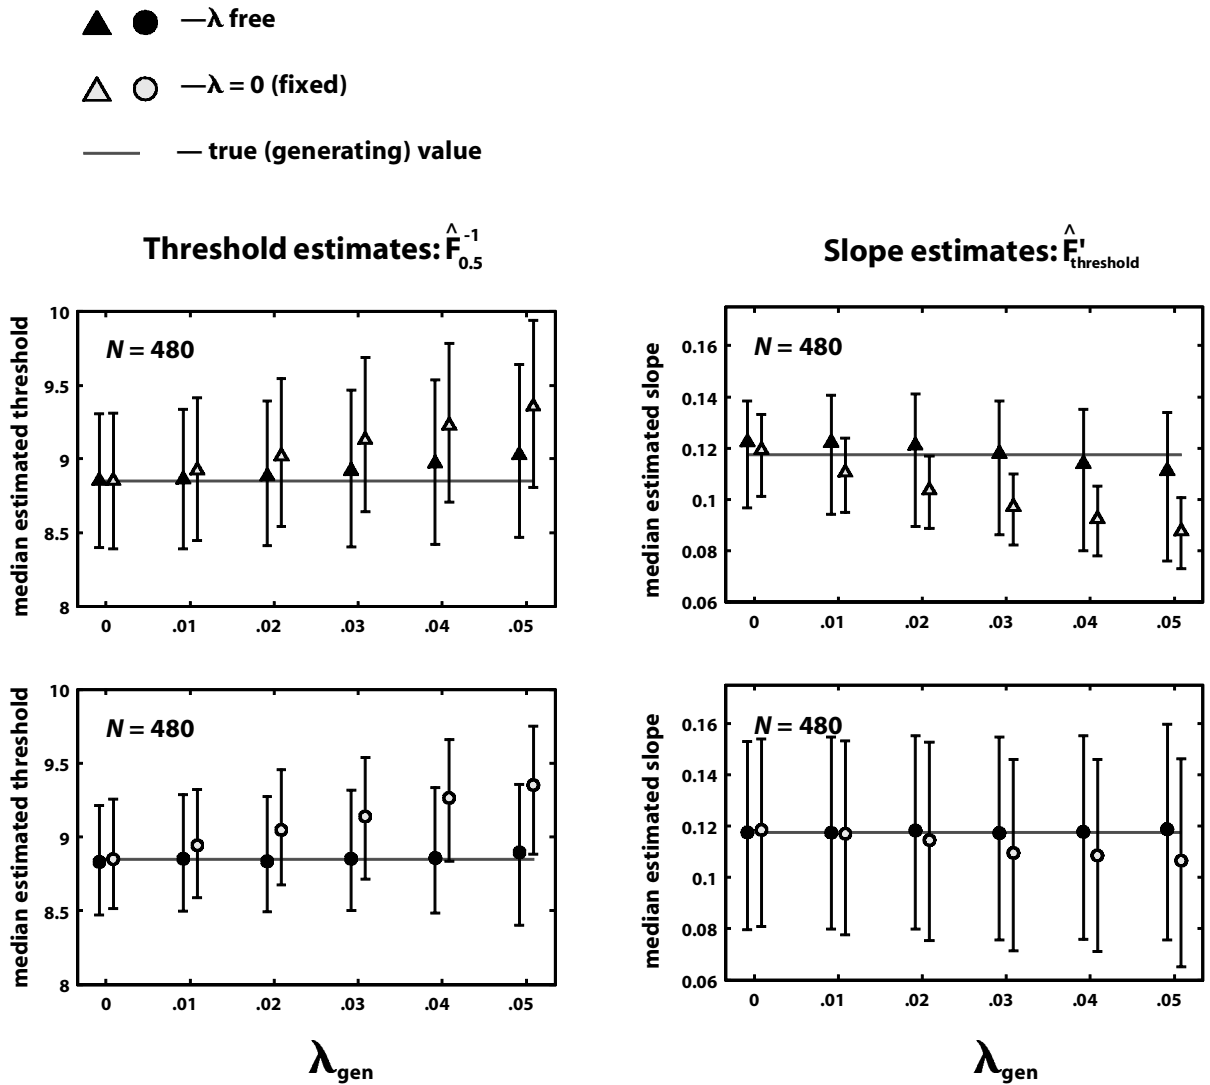 —λ free
—λ = 0 (fixed)
— true (generating) value
Threshold estimates: F̂⁻¹₀.₅
Slope estimates: F̂'threshold
median estimated threshold
10
9.5
9
8.5
8
N = 480
0 .01 .02 .03 .04 .05
median estimated slope
0.16
0.14
0.12
0.1
0.08
0.06
N = 480
0 .01 .02 .03 .04 .05
median estimated threshold
10
9.5
9
8.5
8
N = 480
0 .01 .02 .03 .04 .05
λgen
median estimated slope
0.16
0.14
0.12
0.1
0.08
0.06
N = 480
0 .01 .02 .03 .04 .05
λgen